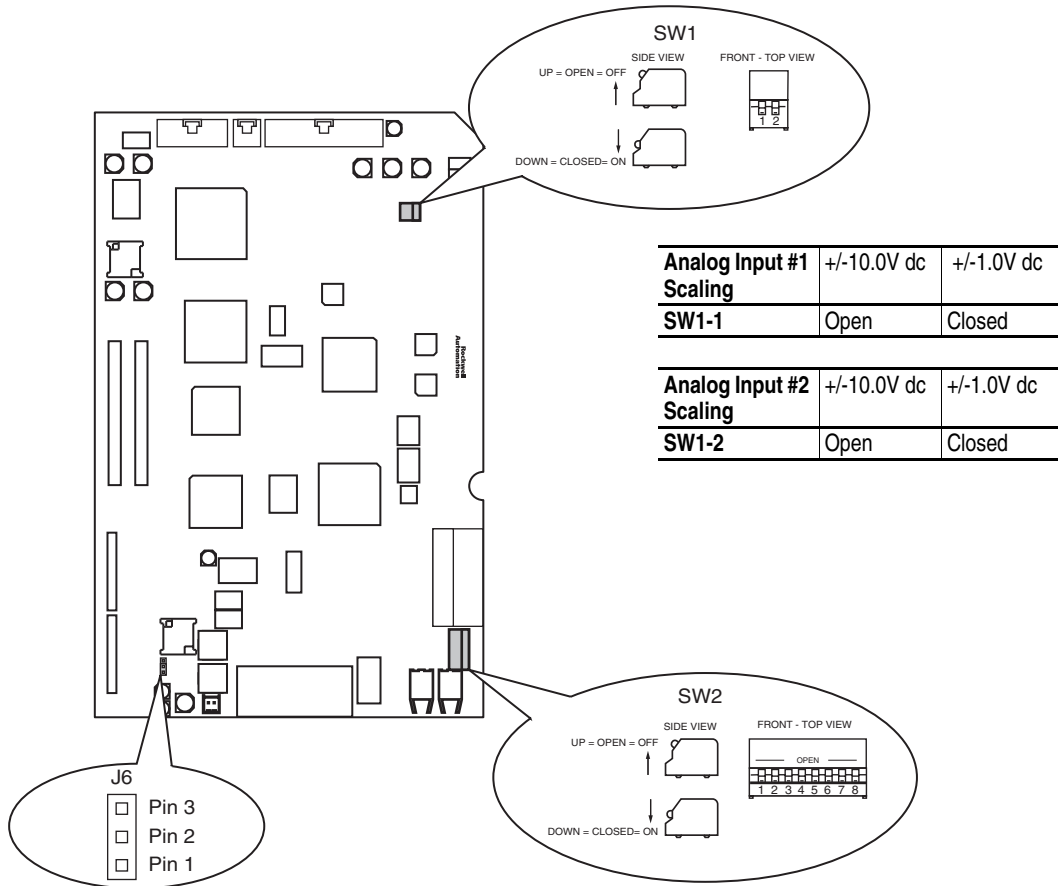 SW1
SIDE VIEW
FRONT - TOP VIEW
UP = OPEN = OFF
1 2
DOWN = CLOSED= ON
Analog Input #1 Scaling +/-10.0V dc +/-1.0V dc
SW1-1 Open Closed
Analog Input #2 Scaling +/-10.0V dc +/-1.0V dc
SW1-2 Open Closed
Rockwell
Automation
SW2
SIDE VIEW
FRONT - TOP VIEW
UP = OPEN = OFF
OPEN
1 2 3 4 5 6 7 8
DOWN = CLOSED= ON
J6
Pin 3
Pin 2
Pin 1